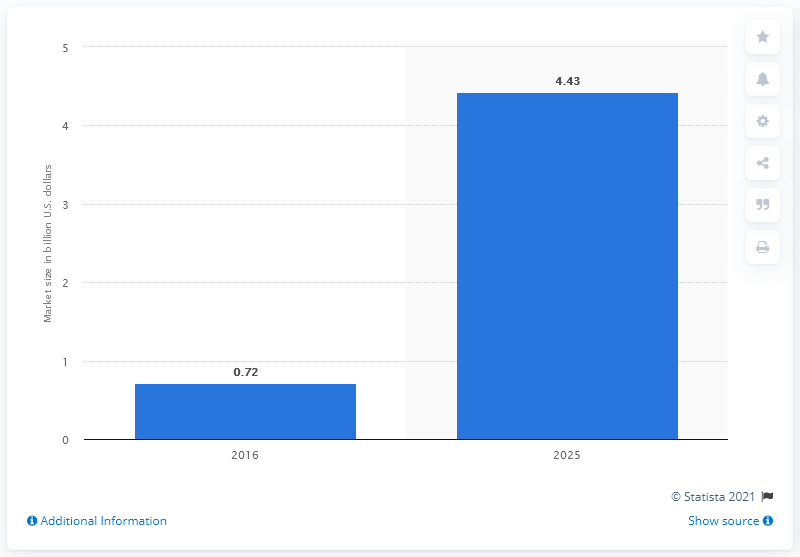 Market size in billion U.S. dollars
5
4
3
2
1
0
0.72
4.43
2016
2025
© Statista 2021
Additional Information
Show source